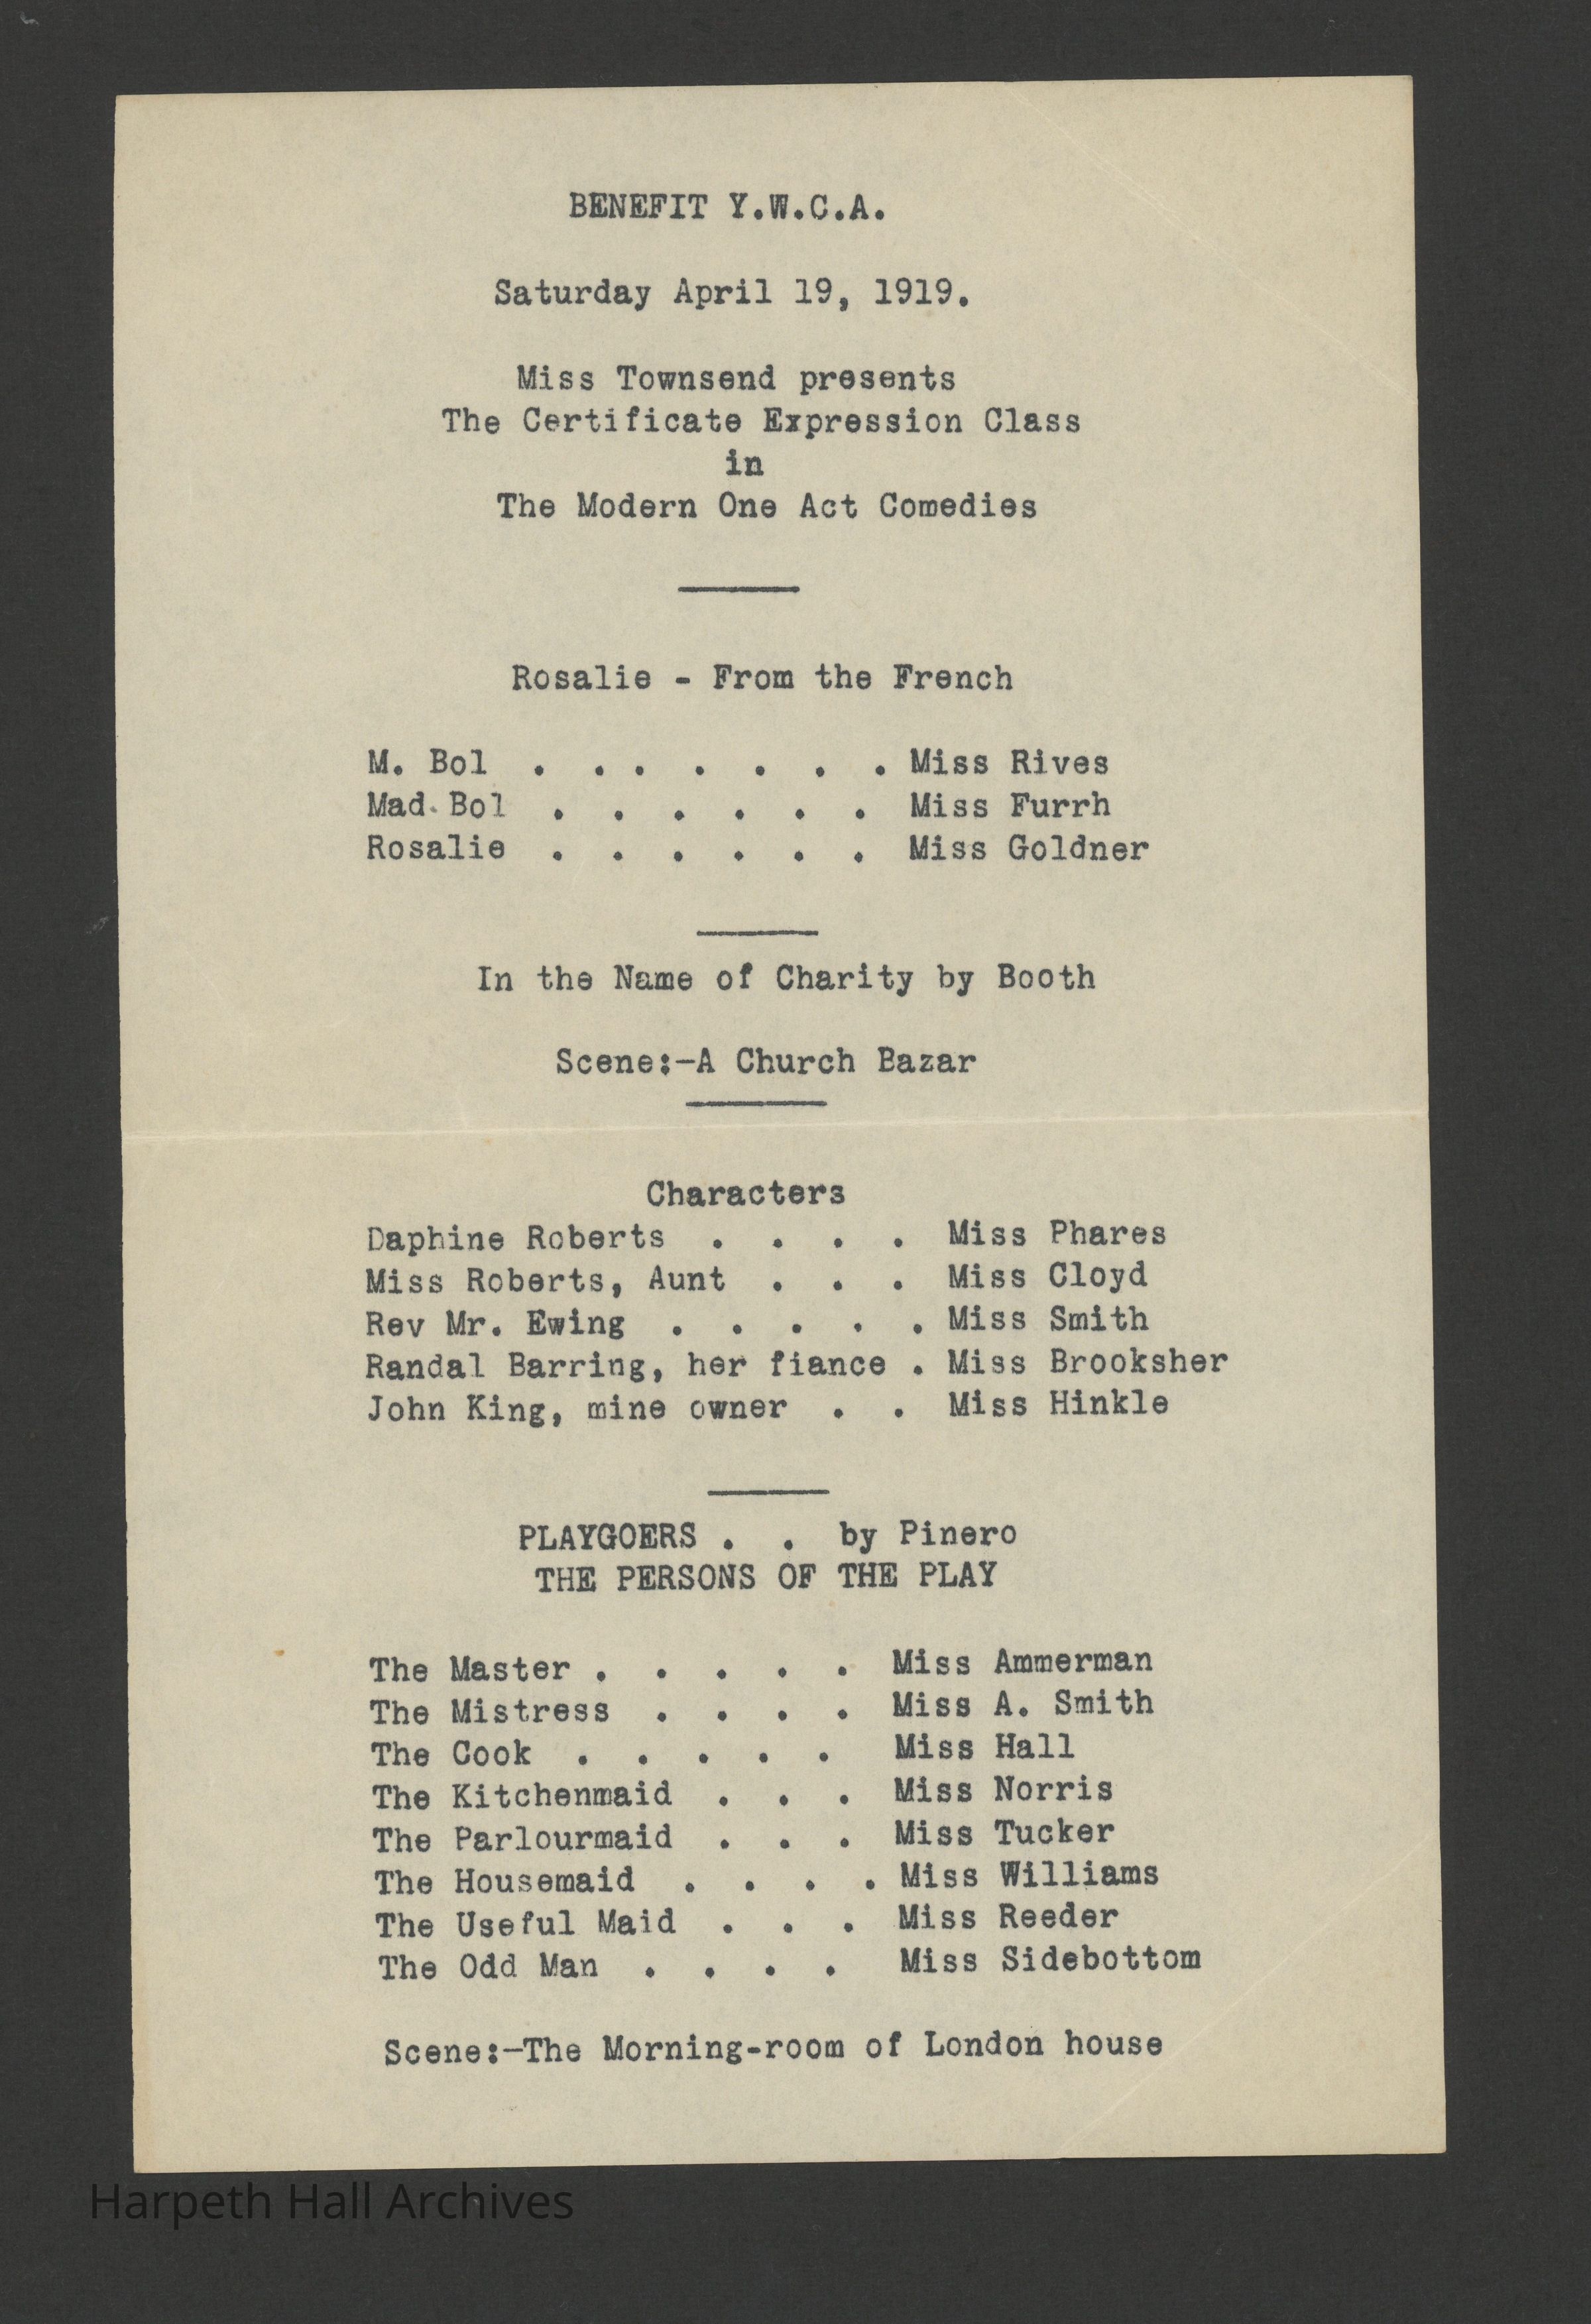 BENEFIT Y.W.C.A.
Saturday April 19, 1919.
Miss Townsend presents
The Certificate Expression Class
in
The Modern One Act Comedies
Rosalie - From the French
M. Bol . . . . . . . Miss Rives
Mad. Bol . . . . . . Miss Furrh
Rosalie . . . . . . Miss Goldner
In the Name of Charity by Booth
Scene:-A Church Bazar
Characters
Daphine Roberts . . . . Miss Phares
Miss Roberts, Aunt . . . Miss Cloyd
Rev Mr. Ewing . . . . . Miss Smith
Randal Barring, her fiance . Miss Brooksher
John King, mine owner . . Miss Hinkle
PLAYGOERS . . by Pinero
THE PERSONS OF THE PLAY
The Master . . . . . Miss Ammerman
The Mistress . . . . Miss A. Smith
The Cook . . . . . Miss Hall
The Kitchenmaid . . . Miss Norris
The Parlourmaid . . . Miss Tucker
The Housemaid . . . . Miss Williams
The Useful Maid . . . Miss Reeder
The Odd Man . . . . Miss Sidebottom
Scene:-The Morning-room of London house
Harpeth Hall Archives